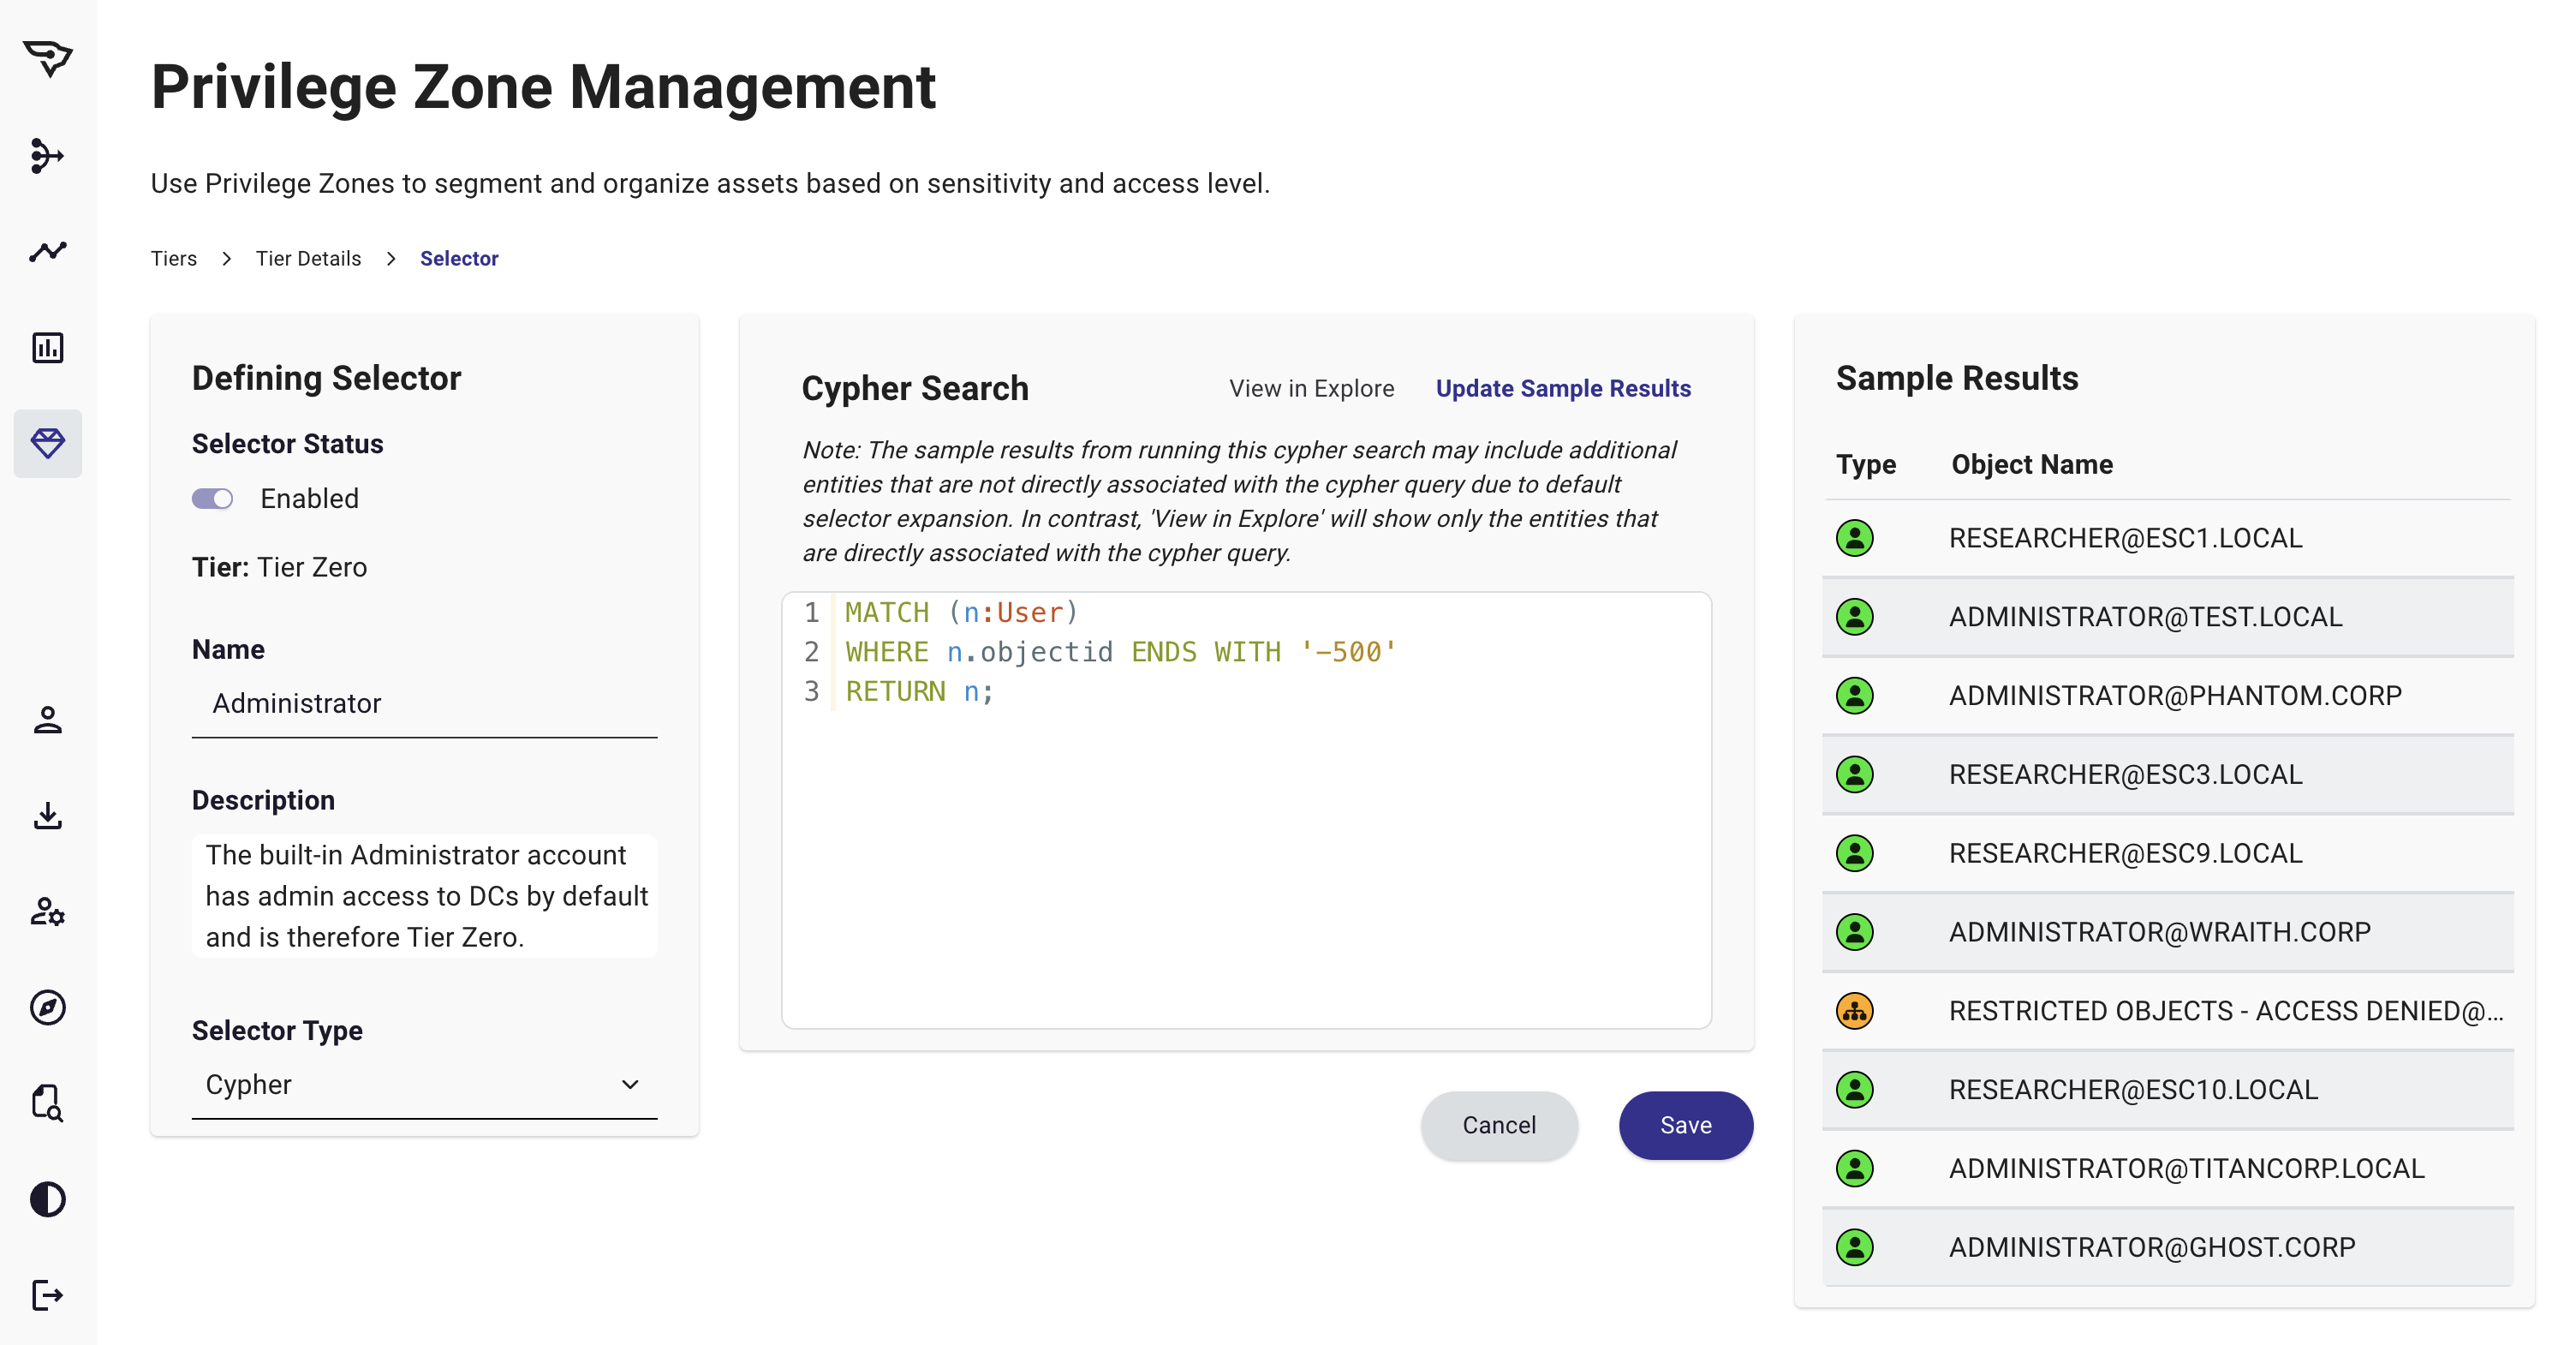 Privilege Zone Management
Use Privilege Zones to segment and organize assets based on sensitivity and access level.
Tiers > Tier Details > Selector
Defining Selector
Selector Status
Enabled
Tier: Tier Zero
Name
Administrator
Description
The built-in Administrator account
has admin access to DCs by default
and is therefore Tier Zero.
Selector Type
Cypher
Cypher Search
View in Explore
Update Sample Results
Note: The sample results from running this cypher search may include additional
entities that are not directly associated with the cypher query due to default
selector expansion. In contrast, 'View in Explore' will show only the entities that
are directly associated with the cypher query.
1 MATCH (n:User)
2 WHERE n.objectid ENDS WITH '-500'
3 RETURN n;
Cancel
Save
Sample Results
Type Object Name
RESEARCHER@ESC1.LOCAL
ADMINISTRATOR@TEST.LOCAL
ADMINISTRATOR@PHANTOM.CORP
RESEARCHER@ESC3.LOCAL
RESEARCHER@ESC9.LOCAL
ADMINISTRATOR@WRAITH.CORP
RESTRICTED OBJECTS - ACCESS DENIED@...
RESEARCHER@ESC10.LOCAL
ADMINISTRATOR@TITANCORP.LOCAL
ADMINISTRATOR@GHOST.CORP